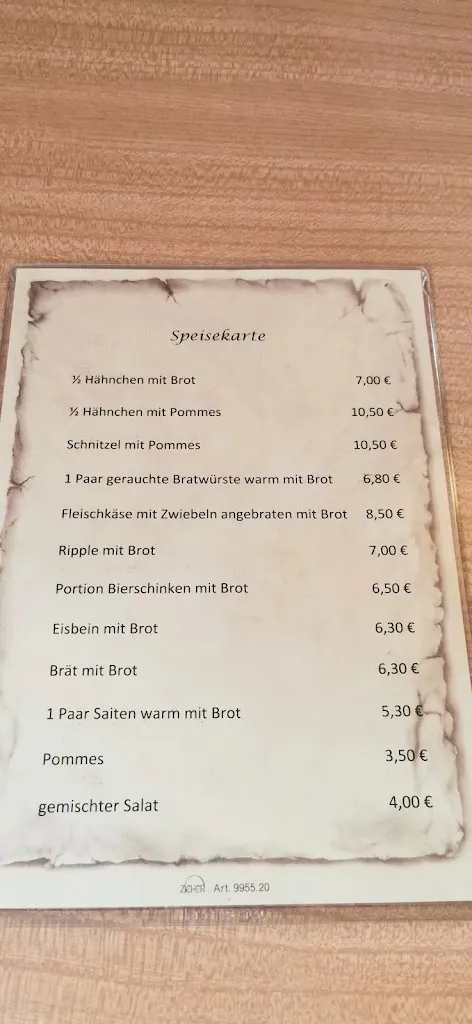 Speisekarte
½ Hähnchen mit Brot 7,00 €
½ Hähnchen mit Pommes 10,50 €
Schnitzel mit Pommes 10,50 €
1 Paar gerauchte Bratwürste warm mit Brot 6,80 €
Fleischkäse mit Zwiebeln angebraten mit Brot 8,50 €
Ripple mit Brot 7,00 €
Portion Bierschinken mit Brot 6,50 €
Eisbein mit Brot 6,30 €
Brät mit Brot 6,30 €
1 Paar Saiten warm mit Brot 5,30 €
Pommes 3,50 €
gemischter Salat 4,00 €
ZIEHER Art. 9955.20